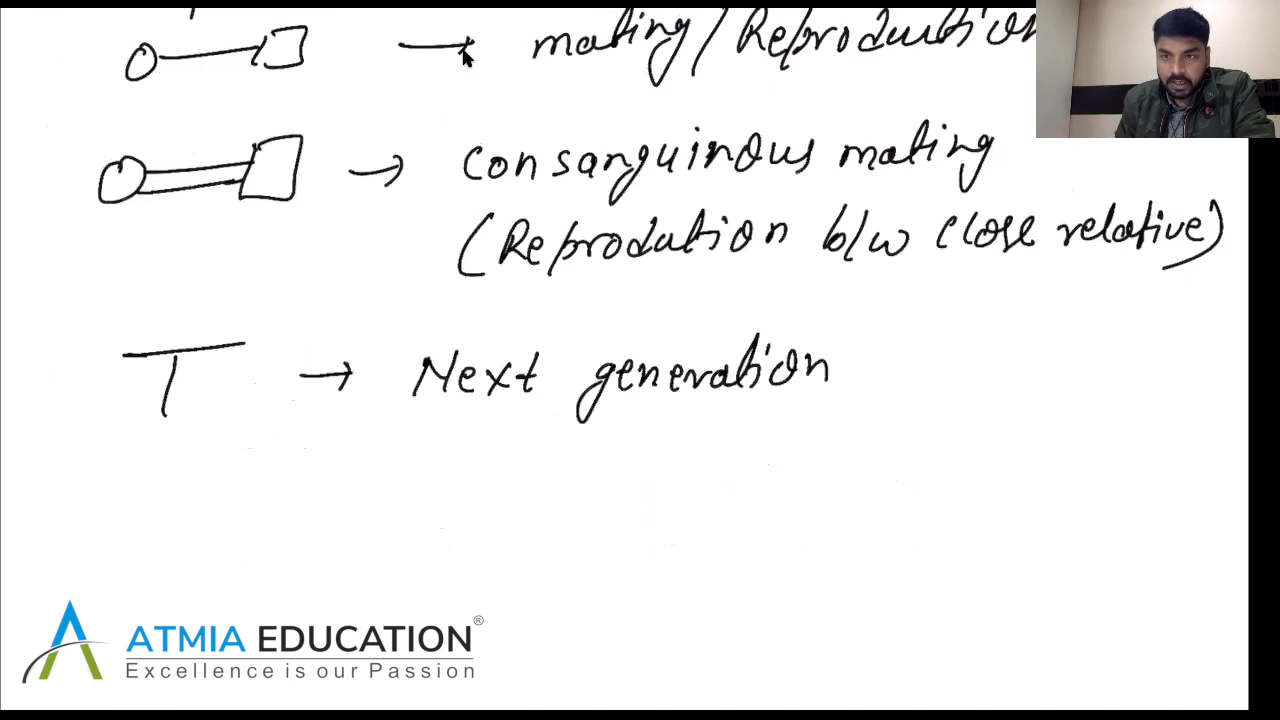 → mating/Reproduction
→ Consanguinous mating
(Reprodution b/w close relative)
→ Next generation
ATMIA EDUCATION®
Excellence is our Passion